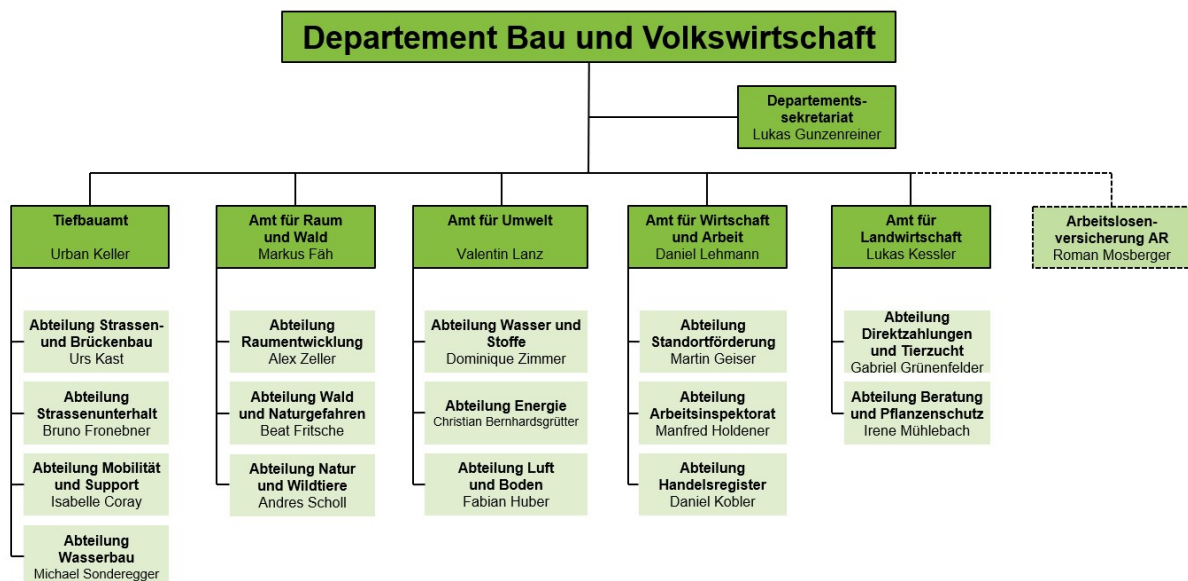 Departement Bau und Volkswirtschaft
Departements-
sekretariat
Lukas Gunzenreiner
Tiefbauamt
Urban Keller
Amt für Raum
und Wald
Markus Fäh
Amt für Umwelt
Valentin Lanz
Amt für Wirtschaft
und Arbeit
Daniel Lehmann
Amt für
Landwirtschaft
Lukas Kessler
Arbeitslosen-
versicherung AR
Roman Mosberger
Abteilung Strassen-
und Brückenbau
Urs Kast
Abteilung
Strassenunterhalt
Bruno Fronebner
Abteilung Mobilität
und Support
Isabelle Coray
Abteilung
Wasserbau
Michael Sonderegger
Abteilung
Raumentwicklung
Alex Zeller
Abteilung Wald
und Naturgefahren
Beat Fritsche
Abteilung Natur
und Wildtiere
Andres Scholl
Abteilung Wasser und
Stoffe
Dominique Zimmer
Abteilung Energie
Christian Bernhardsgrütter
Abteilung Luft
und Boden
Fabian Huber
Abteilung
Standortförderung
Martin Geiser
Abteilung
Arbeitsinspektorat
Manfred Holdener
Abteilung
Handelsregister
Daniel Kobler
Abteilung
Direktzahlungen
und Tierzucht
Gabriel Grünenfelder
Abteilung Beratung
und Pflanzenschutz
Irene Mühlebach